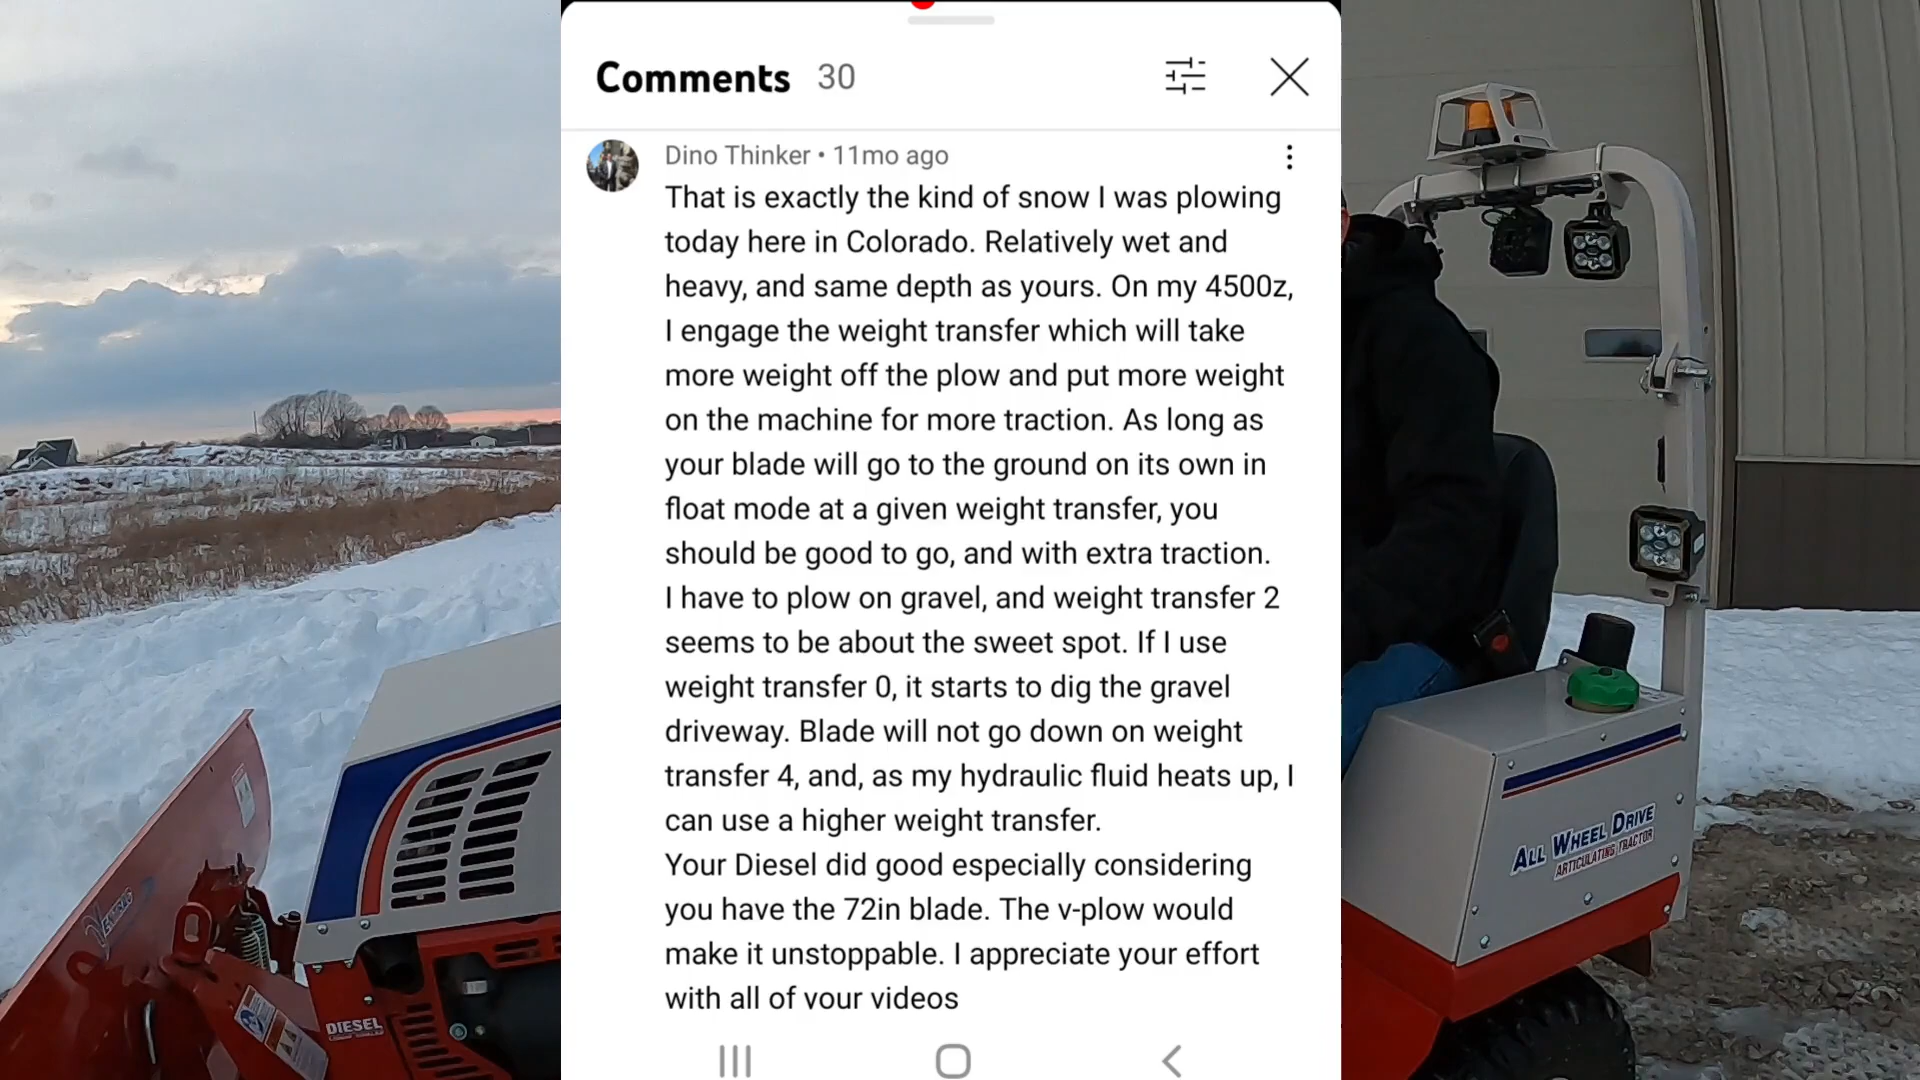 Comments 30
Dino Thinker • 11mo ago
That is exactly the kind of snow I was plowing
today here in Colorado. Relatively wet and
heavy, and same depth as yours. On my 4500z,
I engage the weight transfer which will take
more weight off the plow and put more weight
on the machine for more traction. As long as
your blade will go to the ground on its own in
float mode at a given weight transfer, you
should be good to go, and with extra traction.
I have to plow on gravel, and weight transfer 2
seems to be about the sweet spot. If I use
weight transfer 0, it starts to dig the gravel
driveway. Blade will not go down on weight
transfer 4, and, as my hydraulic fluid heats up, I
can use a higher weight transfer.
Your Diesel did good especially considering
you have the 72in blade. The v-plow would
make it unstoppable. I appreciate your effort
with all of your videos
VENTRAC
DIESEL
ALL WHEEL DRIVE
ARTICULATING TRACTOR